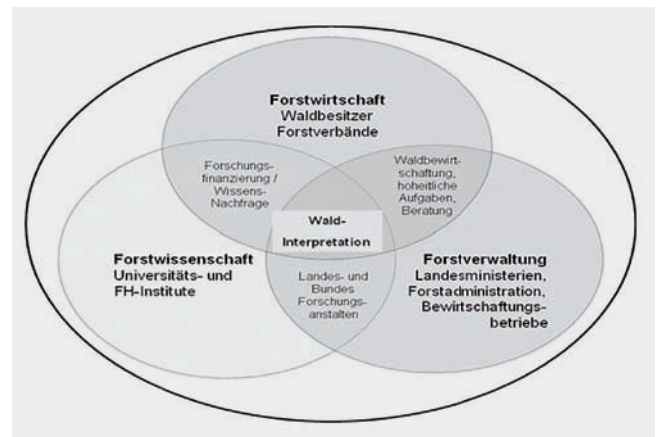 Forstwirtschaft
Waldbesitzer
Forstverbände
Forschungs-
finanzierung /
Wissens-
Nachfrage
Waldbewirt-
schaftung,
hoheitliche
Aufgaben,
Beratung
Wald-
Interpretation
Forstwissenschaft
Universitäts- und
FH-Institute
Landes- und
Bundes
Forschungs-
anstalten
Forstverwaltung
Landesministerien,
Forstadministration,
Bewirtschaftungs-
betriebe